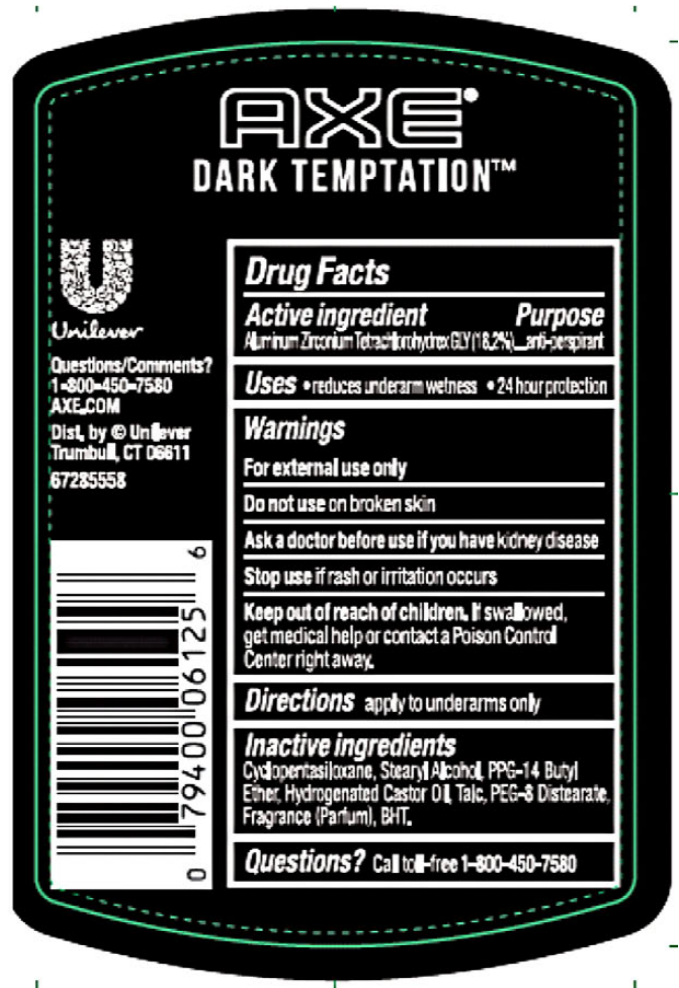 AXE®
DARK TEMPTATION™
Unilever
Questions/Comments?
1-800-450-7580
AXE.COM
Dist. by © Unilever
Trumbull, CT 06611
67285558
0 79400 06125 6
Drug Facts
Active ingredient Purpose
Aluminum Zirconium Tetrachlorohydrex GLY (18.2%)...anti-perspirant
Uses • reduces underarm wetness • 24 hour protection
Warnings
For external use only
Do not use on broken skin
Ask a doctor before use if you have kidney disease
Stop use if rash or irritation occurs
Keep out of reach of children. If swallowed,
get medical help or contact a Poison Control
Center right away.
Directions apply to underarms only
Inactive ingredients
Cyclopentasiloxane, Stearyl Alcohol, PPG-14 Butyl
Ether, Hydrogenated Castor Oil, Talc, PEG-8 Distearate,
Fragrance (Parfum), BHT.
Questions? Call toll-free 1-800-450-7580